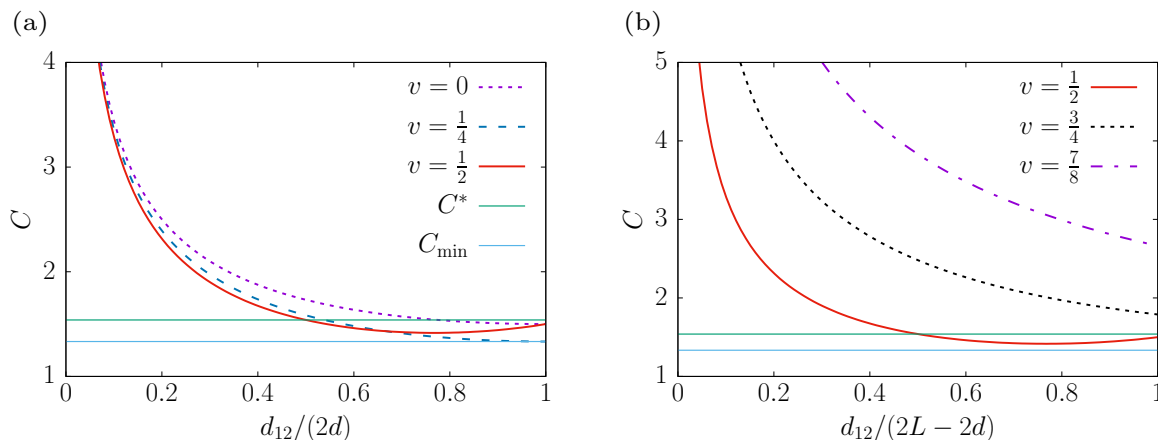 (a)
4
3
2
1
C
0
0.2
0.4
0.6
0.8
1
d₁₂/(2d)
v = 0
v = 1/4
v = 1/2
C*
C_min
(b)
5
4
3
2
1
C
0
0.2
0.4
0.6
0.8
1
d₁₂/(2L − 2d)
v = 1/2
v = 3/4
v = 7/8